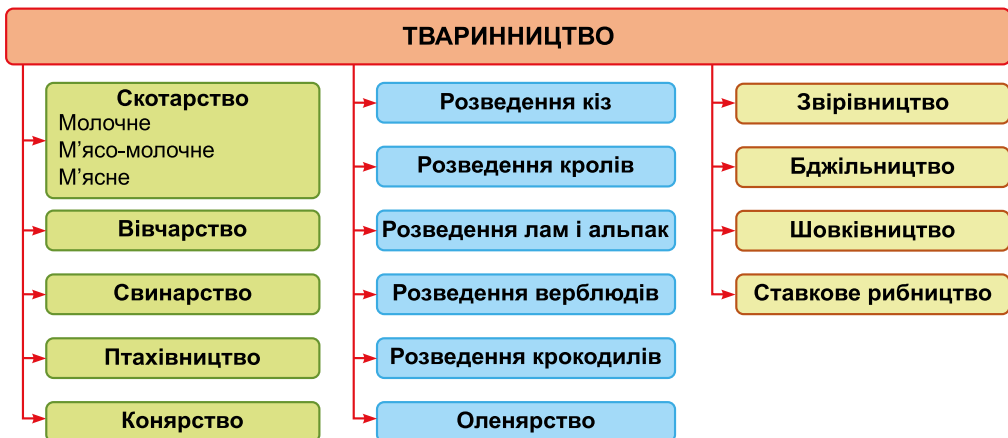 ТВАРИННИЦТВО
Скотарство
Молочне
М’ясо-молочне
М’ясне
Вівчарство
Свинарство
Птахівництво
Конярство
Розведення кіз
Розведення кролів
Розведення лам і альпак
Розведення верблюдів
Розведення крокодилів
Оленярство
Звірівництво
Бджільництво
Шовківництво
Ставкове рибництво